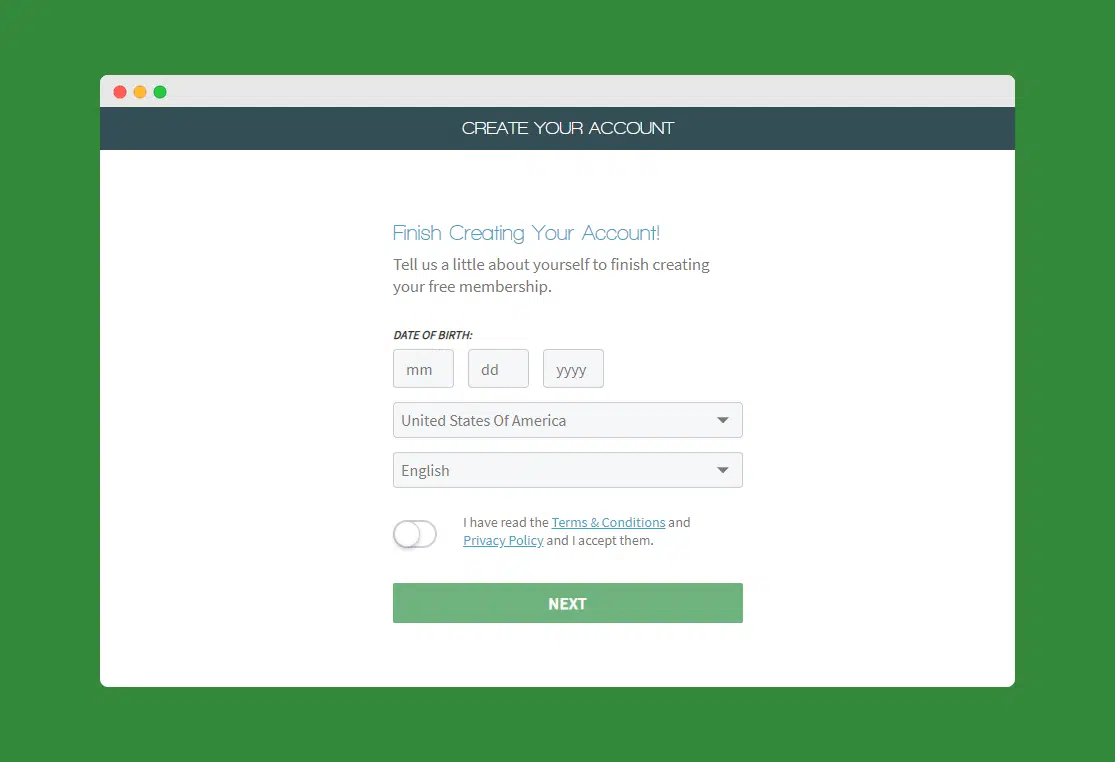 CREATE YOUR ACCOUNT
Finish Creating Your Account!
Tell us a little about yourself to finish creating
your free membership.
DATE OF BIRTH:
mm dd yyyy
United States Of America
English
I have read the Terms & Conditions and
Privacy Policy and I accept them.
NEXT